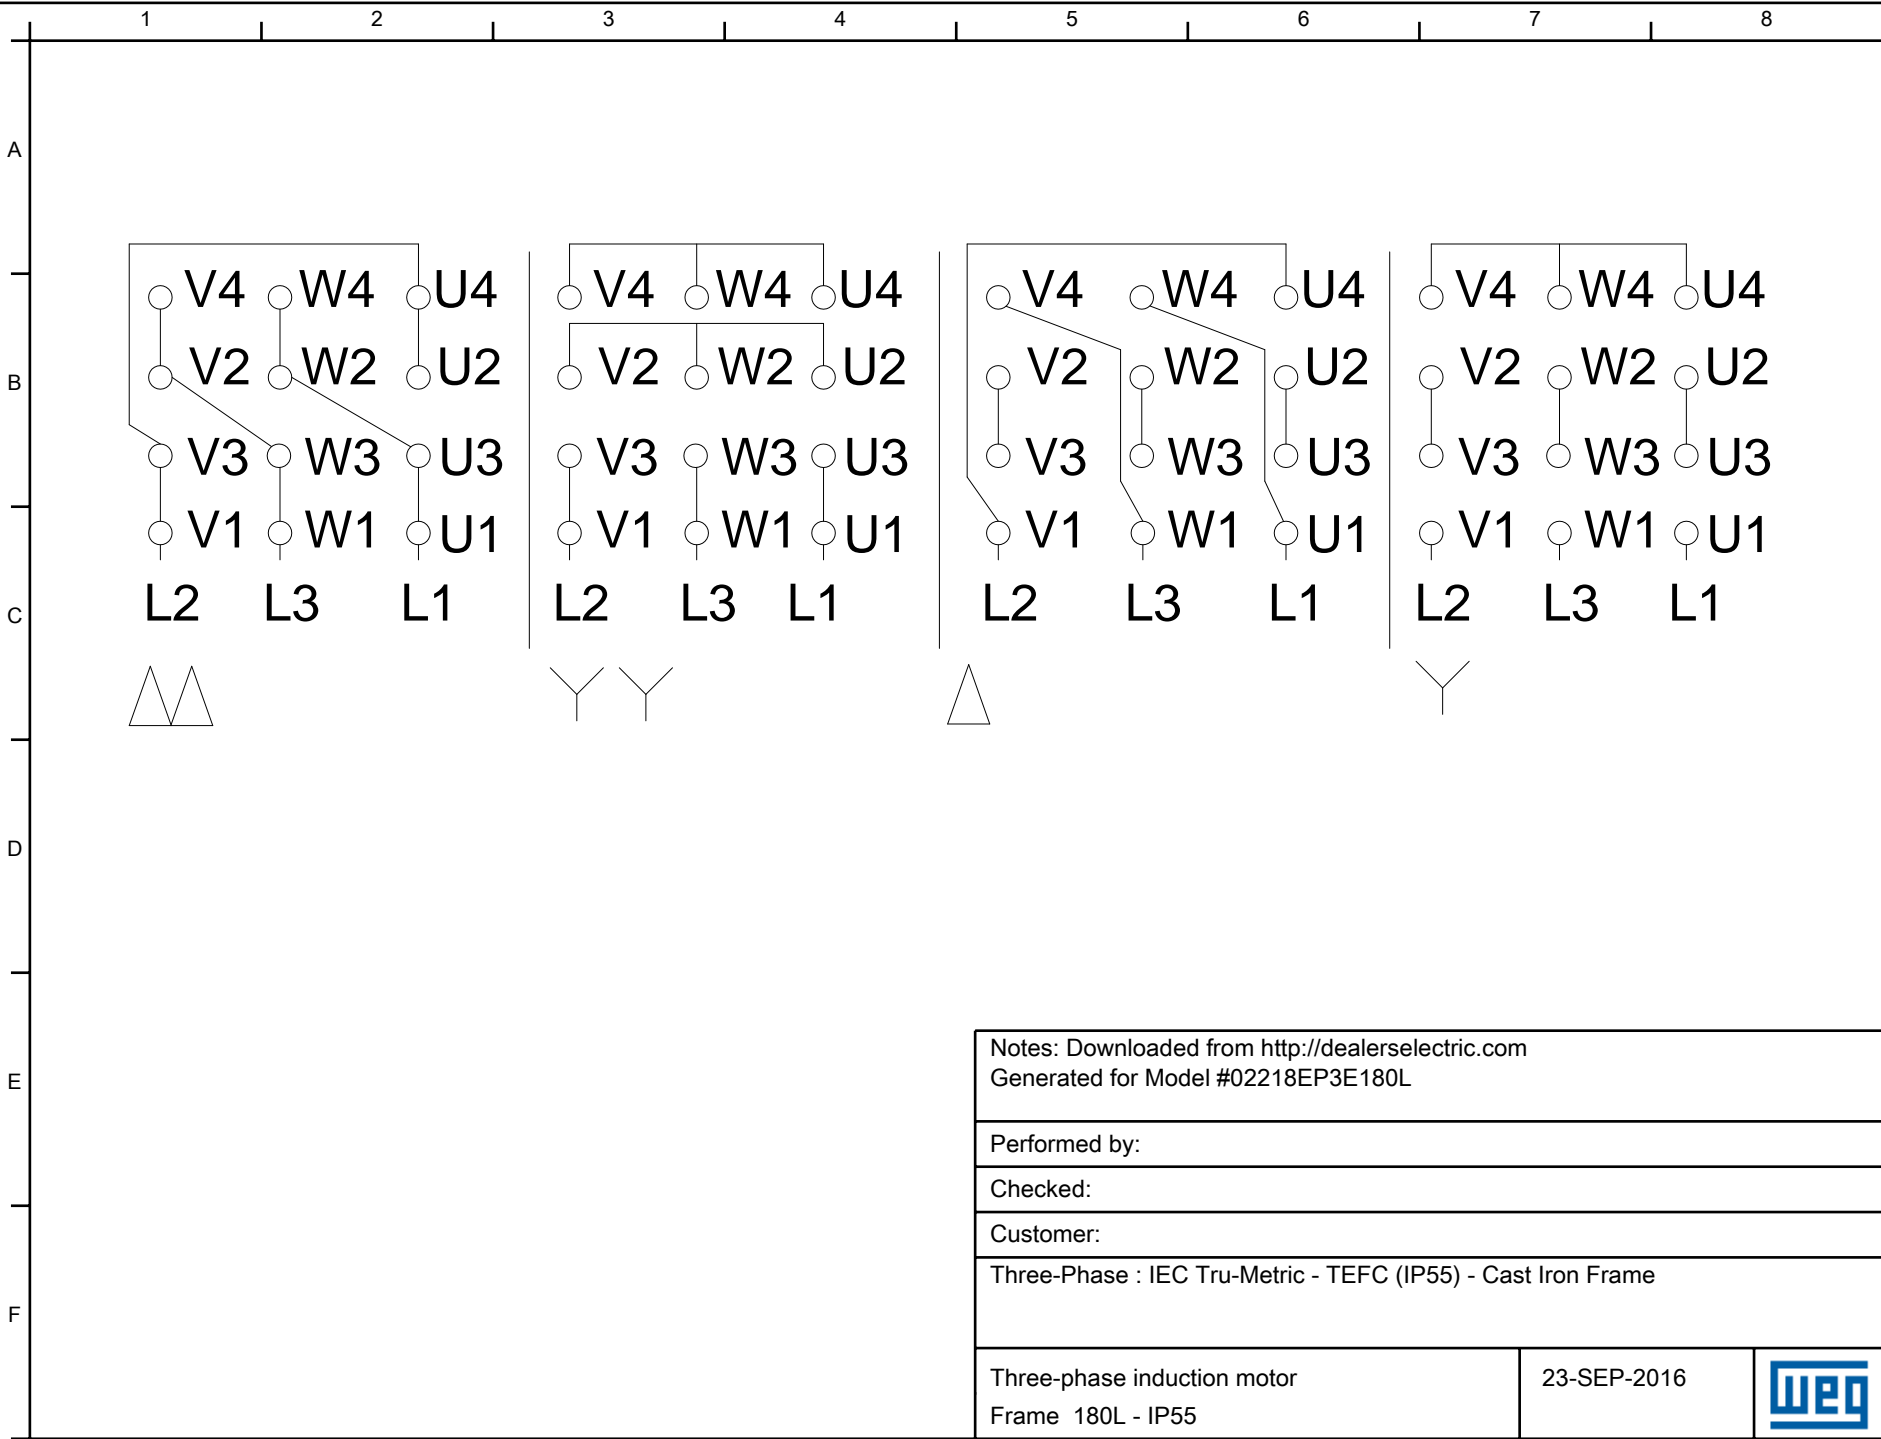 1 2 3 4 5 6 7 8
A
V4 W4 U4 V4 W4 U4 V4 W4 U4 V4 W4 U4
B
V2 W2 U2 V2 W2 U2 V2 W2 U2 V2 W2 U2
V3 W3 U3 V3 W3 U3 V3 W3 U3 V3 W3 U3
V1 W1 U1 V1 W1 U1 V1 W1 U1 V1 W1 U1
C
L2 L3 L1 L2 L3 L1 L2 L3 L1 L2 L3 L1
D
E
Notes: Downloaded from http://dealerselectric.com
Generated for Model #02218EP3E180L
Performed by:
Checked:
Customer:
Three-Phase : IEC Tru-Metric - TEFC (IP55) - Cast Iron Frame
F
Three-phase induction motor
Frame 180L - IP55
23-SEP-2016
weg